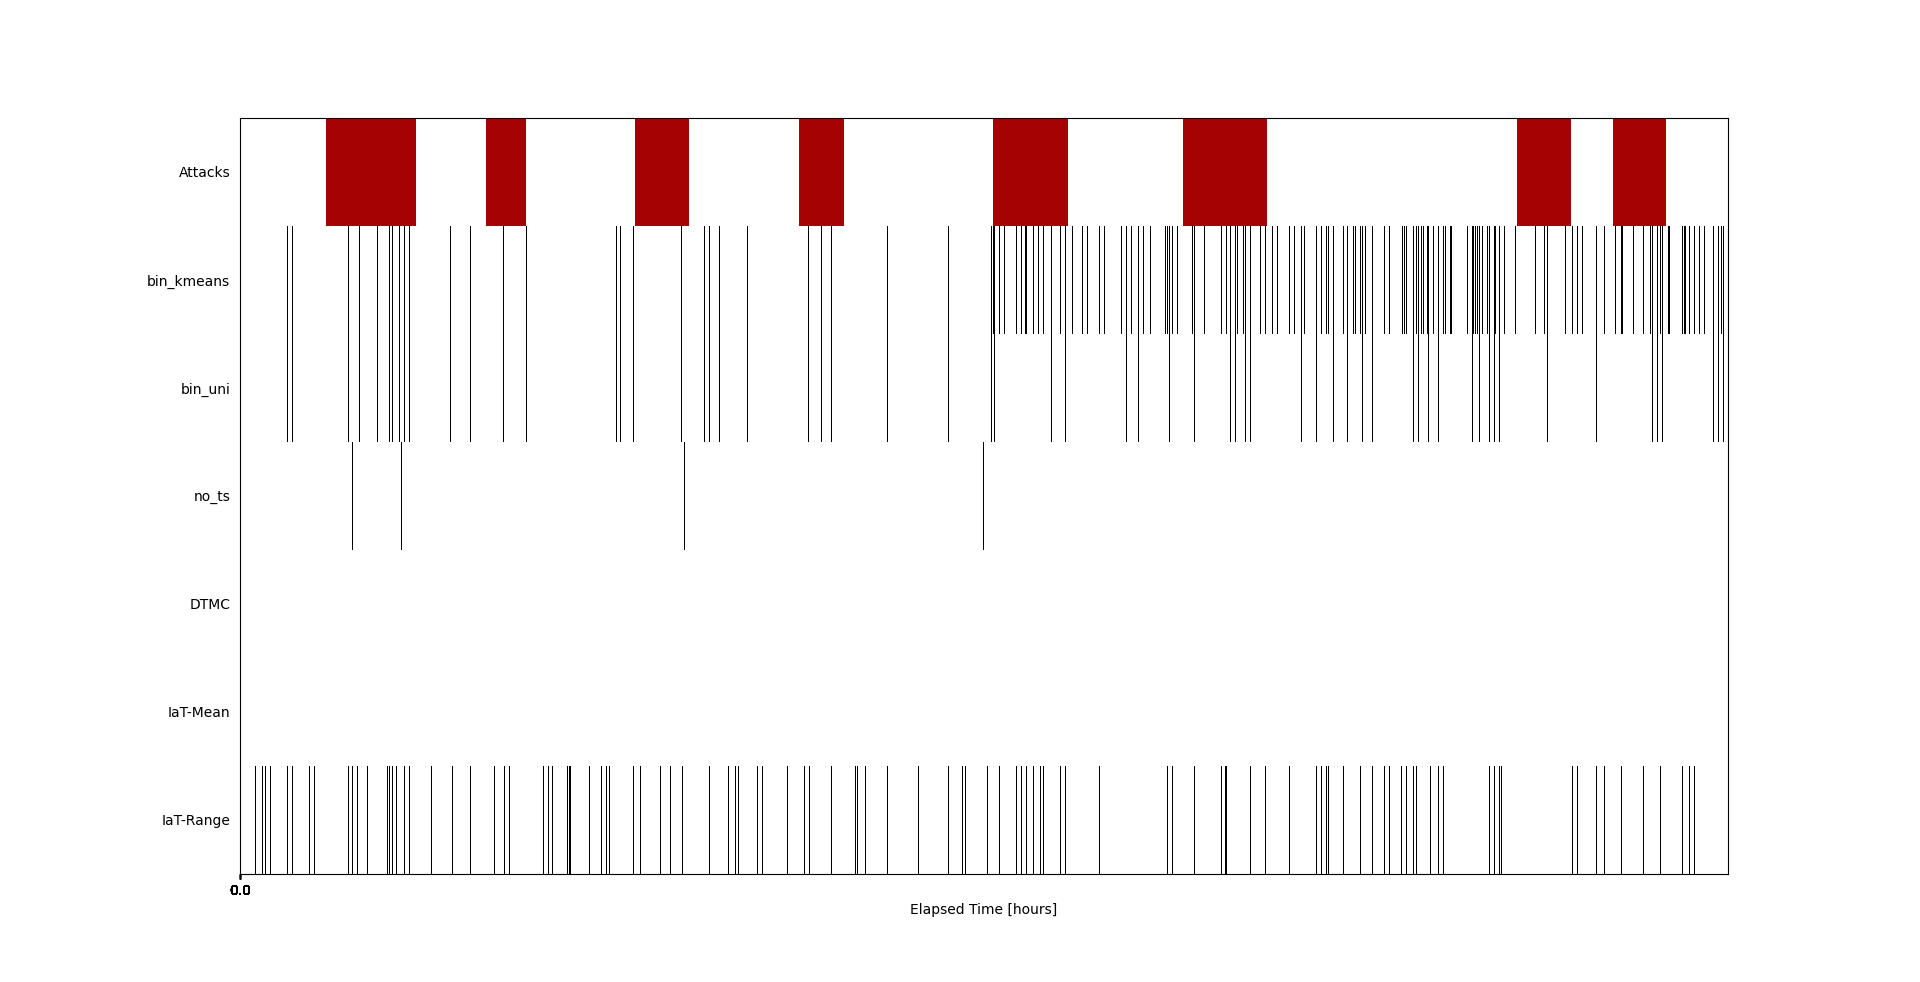 Attacks
bin_kmeans
bin_uni
no_ts
DTMC
IaT-Mean
IaT-Range
0.0
Elapsed Time [hours]